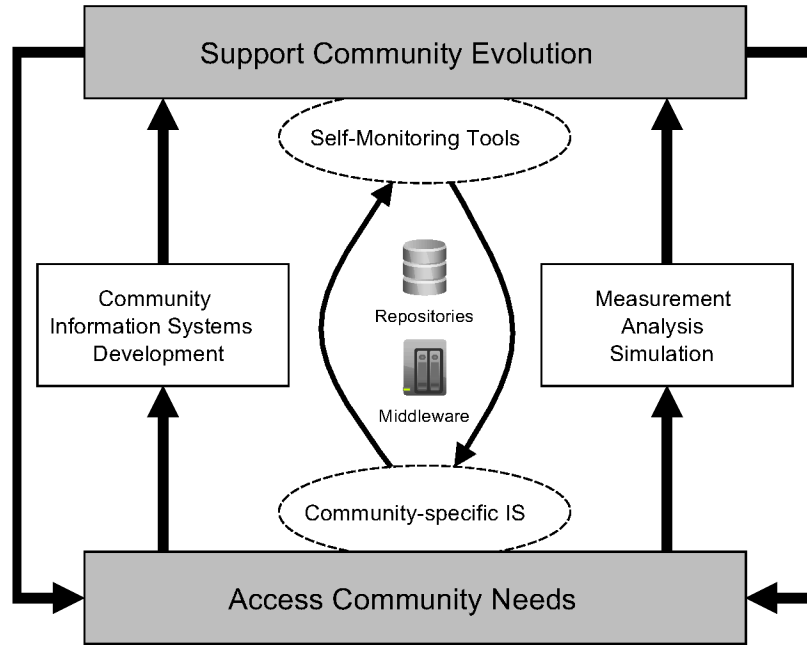 Support Community Evolution
Self-Monitoring Tools
Community
Information Systems
Development
Repositories
Middleware
Measurement
Analysis
Simulation
Community-specific IS
Access Community Needs